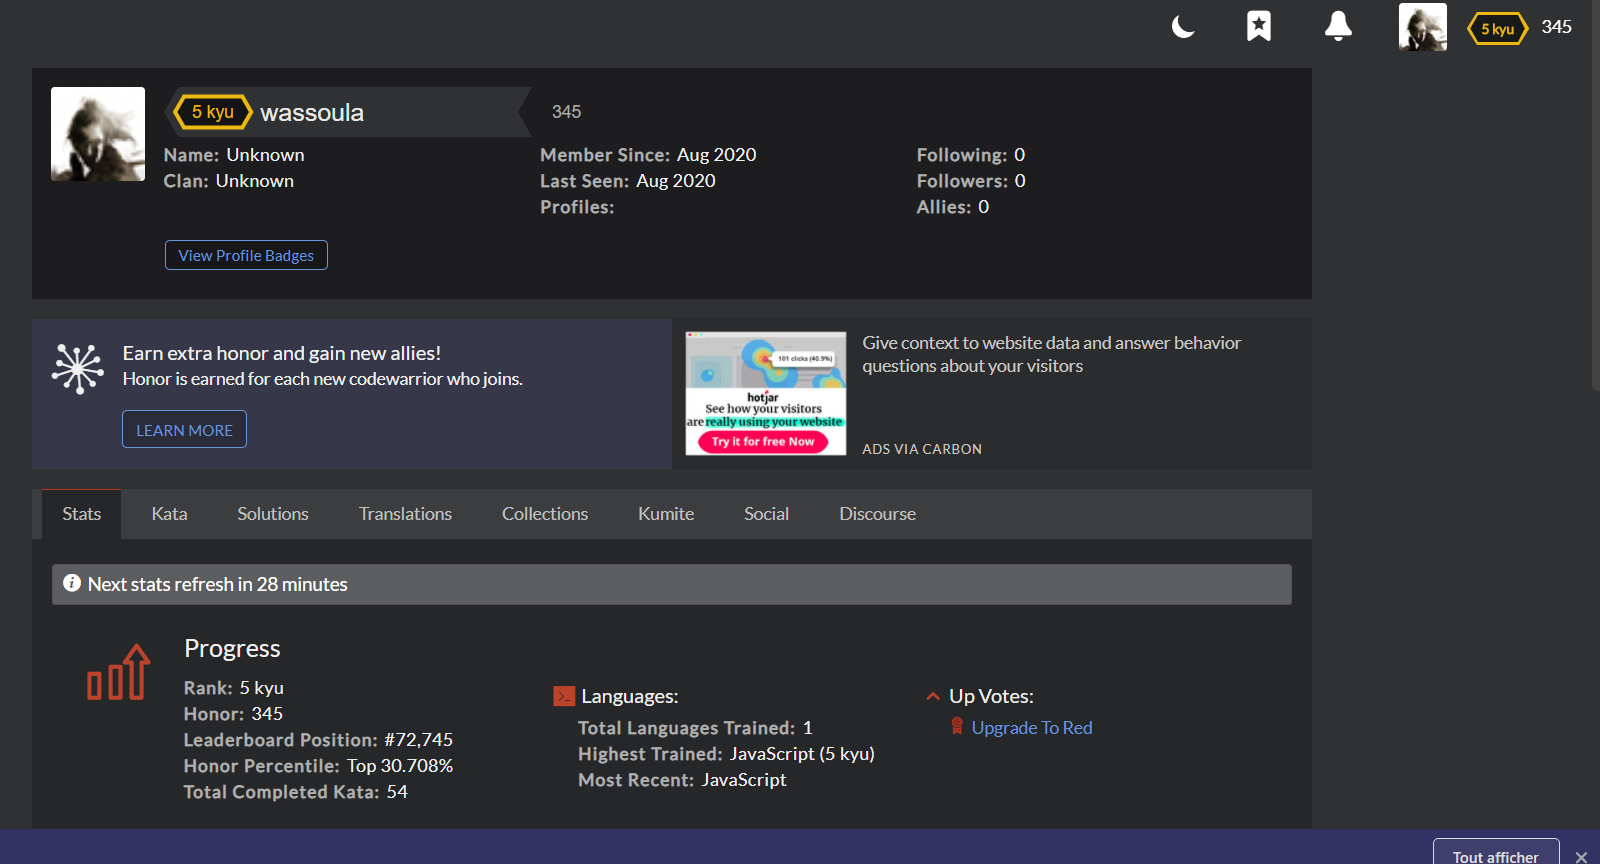 5 kyu 345
5 kyu wassoula 345
Name: Unknown
Clan: Unknown
Member Since: Aug 2020
Last Seen: Aug 2020
Profiles:
Following: 0
Followers: 0
Allies: 0
View Profile Badges
Earn extra honor and gain new allies!
Honor is earned for each new codewarrior who joins.
LEARN MORE
101 clicks (40.9%)
hotjar
See how your visitors
are really using your website
Try it for free Now
Give context to website data and answer behavior
questions about your visitors
ADS VIA CARBON
Stats Kata Solutions Translations Collections Kumite Social Discourse
Next stats refresh in 28 minutes
Progress
Rank: 5 kyu
Honor: 345
Leaderboard Position: #72,745
Honor Percentile: Top 30.708%
Total Completed Kata: 54
Languages:
Total Languages Trained: 1
Highest Trained: JavaScript (5 kyu)
Most Recent: JavaScript
Up Votes:
Upgrade To Red
Tout afficher